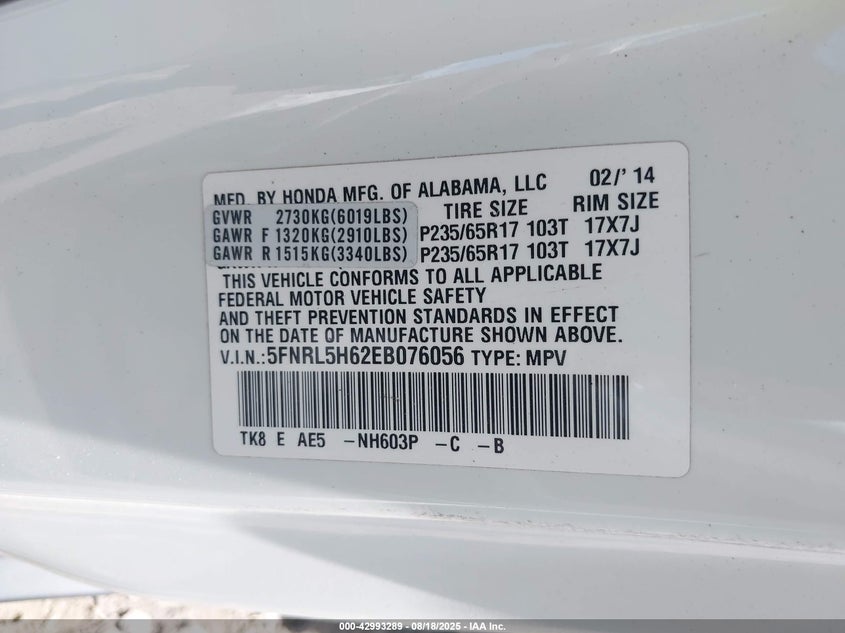 MFD. BY HONDA MFG. OF ALABAMA, LLC 02/' 14
GVWR 2730KG(6019LBS) TIRE SIZE RIM SIZE
GAWR F 1320KG(2910LBS) P235/65R17 103T 17X7J
GAWR R 1515KG(3340LBS) P235/65R17 103T 17X7J
THIS VEHICLE CONFORMS TO ALL APPLICABLE
FEDERAL MOTOR VEHICLE SAFETY
AND THEFT PREVENTION STANDARDS IN EFFECT
ON THE DATE OF MANUFACTURE SHOWN ABOVE.
V.I.N.:5FNRL5H62EB076056 TYPE: MPV
TK8 E AE5 -NH603P -C -B
000-42993289 - 08/18/2025 - IAA Inc.